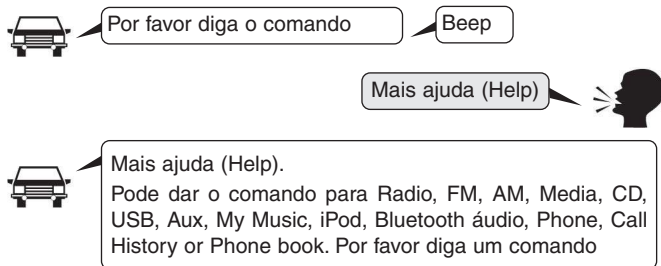 Por favor diga o comando
Beep
Mais ajuda (Help)
Mais ajuda (Help).
Pode dar o comando para Radio, FM, AM, Media, CD,
USB, Aux, My Music, iPod, Bluetooth áudio, Phone, Call
History or Phone book. Por favor diga um comando